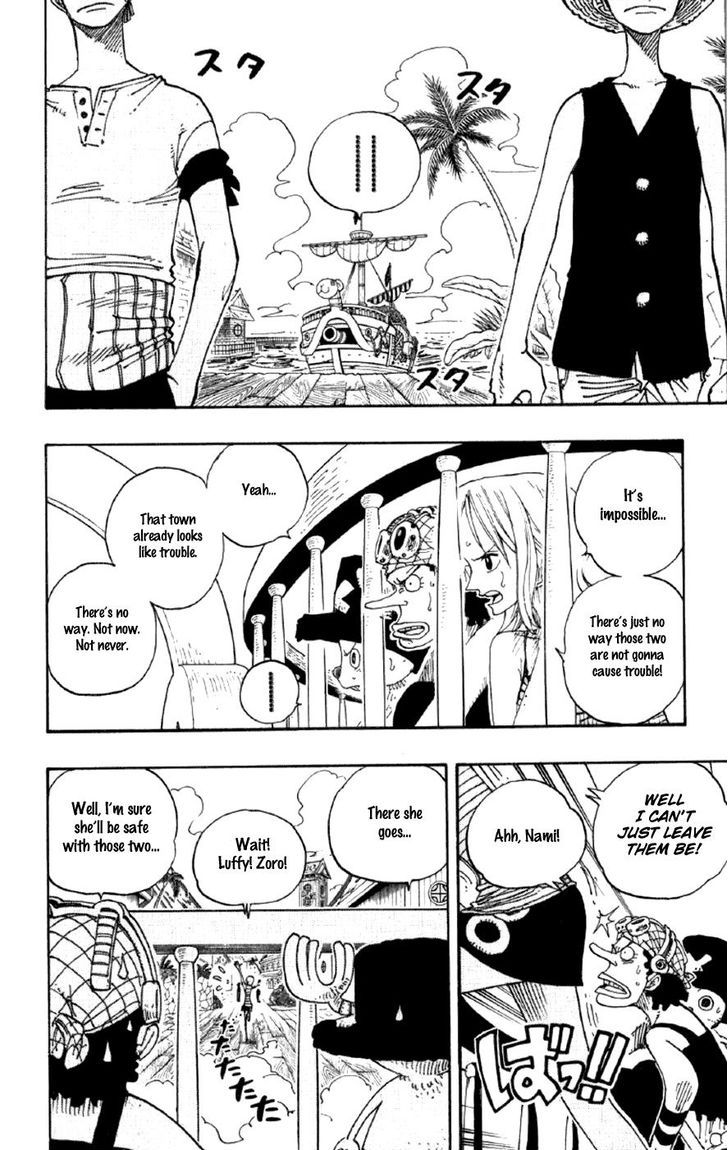 スタ
スタ
スタ
It's
impossible...
There's just no
way those two
are not gonna
cause trouble!
Yeah...
That town
already looks
like trouble.
There's no
way. Not now.
Not never.
WELL
I CAN'T
JUST LEAVE
THEM BE!
Ahh, Nami!
ばっ!!
There she
goes...
Wait!
Luffy! Zoro!
Well, I'm sure
she'll be safe
with those two...
たたたたた